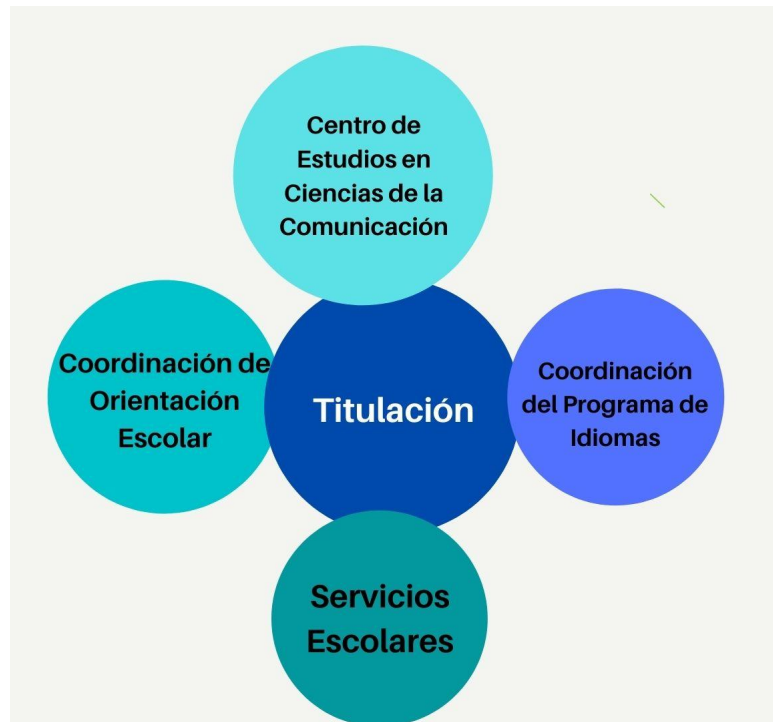 Centro de
Estudios en
Ciencias de la
Comunicación
Coordinación de
Orientación
Escolar
Titulación
Coordinación
del Programa de
Idiomas
Servicios
Escolares